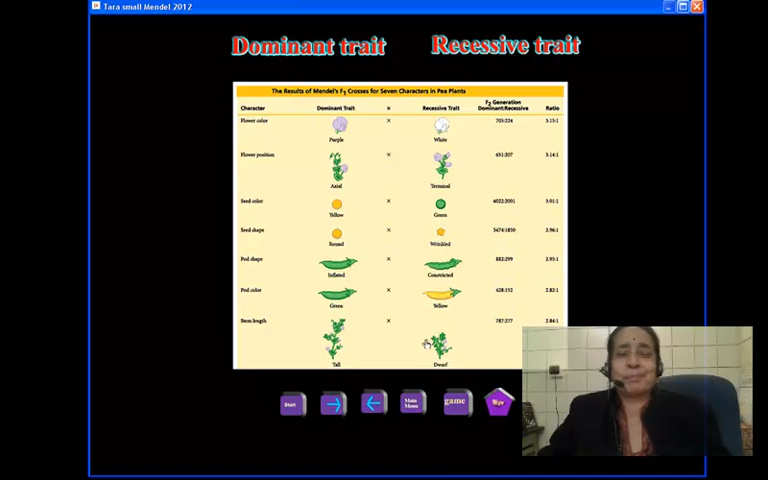 Tara small Mendel 2012
Dominant trait Recessive trait
The Results of Mendel's F1 Crosses for Seven Characters in Pea Plants
Character Dominant Trait × Recessive Trait F2 Generation Dominant:Recessive Ratio
Flower color × 705:224 3.15:1
Purple White
Flower position × 651:207 3.14:1
Axial Terminal
Seed color × 6022:2001 3.01:1
Yellow Green
Seed shape × 5474:1850 2.96:1
Round Wrinkled
Pod shape × 882:299 2.95:1
Inflated Constricted
Pod color × 428:152 2.82:1
Green Yellow
Stem length × 787:277 2.84:1
Tall Dwarf
Start Main Menu game Bye